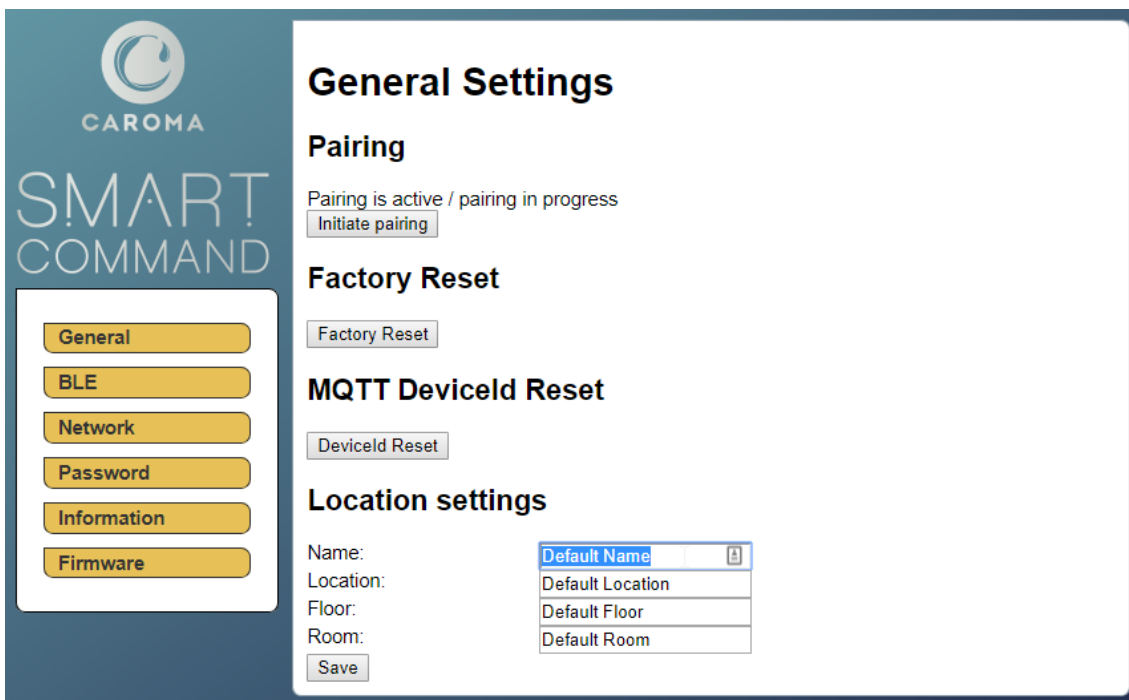 CAROMA
SMART
COMMAND
General
BLE
Network
Password
Information
Firmware
General Settings
Pairing
Pairing is active / pairing in progress
Initiate pairing
Factory Reset
Factory Reset
MQTT DeviceId Reset
DeviceId Reset
Location settings
Name: Default Name
Location: Default Location
Floor: Default Floor
Room: Default Room
Save